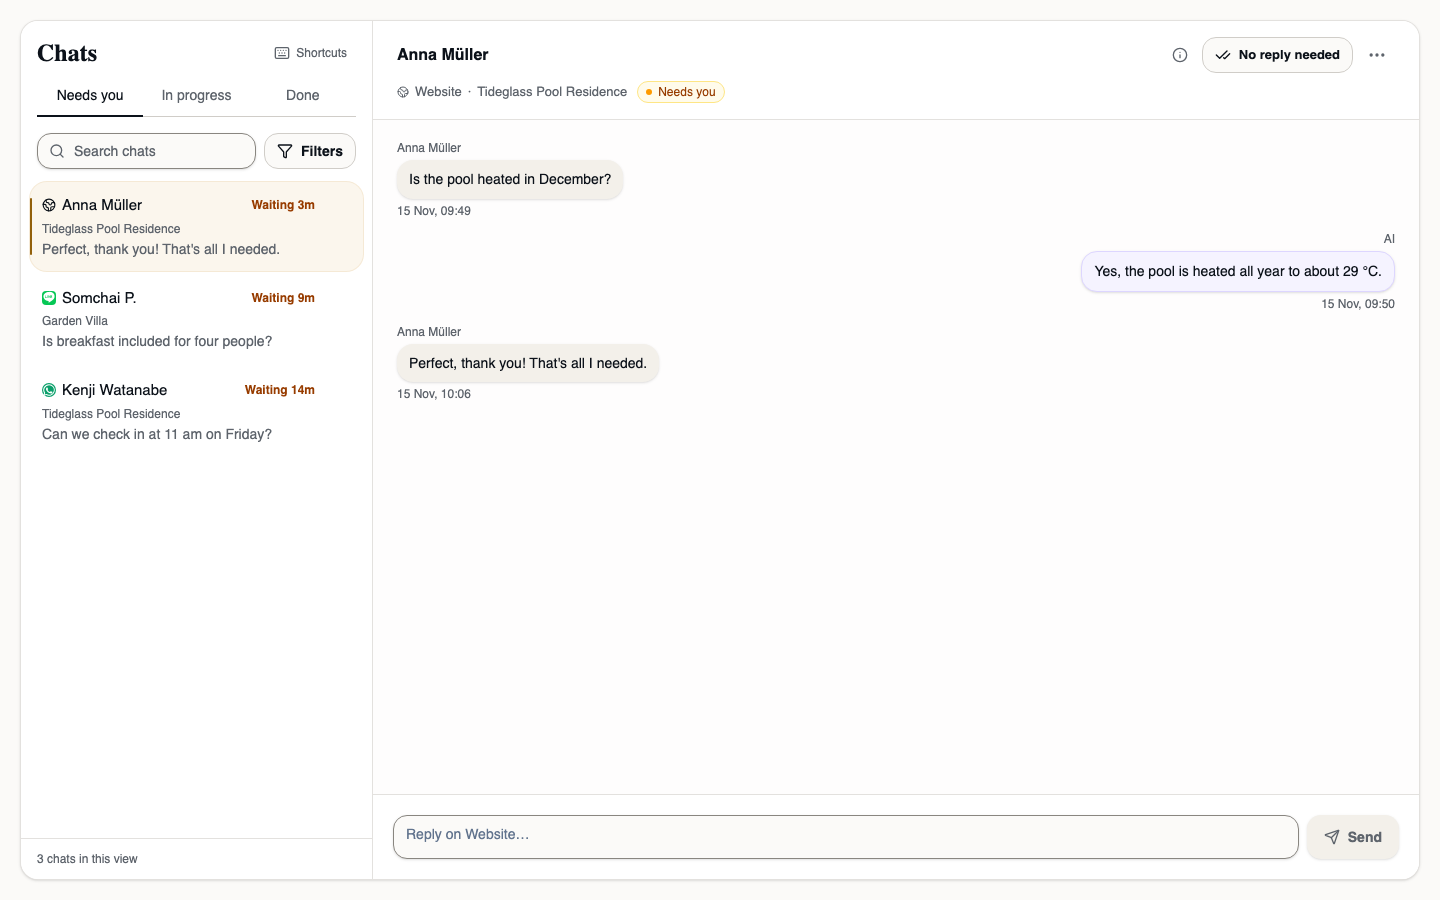 Chats
Shortcuts
Needs you
In progress
Done
Search chats
Filters
Anna Müller
Waiting 3m
Tideglass Pool Residence
Perfect, thank you! That's all I needed.
Somchai P.
Waiting 9m
Garden Villa
Is breakfast included for four people?
Kenji Watanabe
Waiting 14m
Tideglass Pool Residence
Can we check in at 11 am on Friday?
3 chats in this view
Anna Müller
No reply needed
Website · Tideglass Pool Residence
Needs you
Anna Müller
Is the pool heated in December?
15 Nov, 09:49
AI
Yes, the pool is heated all year to about 29 °C.
15 Nov, 09:50
Anna Müller
Perfect, thank you! That's all I needed.
15 Nov, 10:06
Reply on Website…
Send